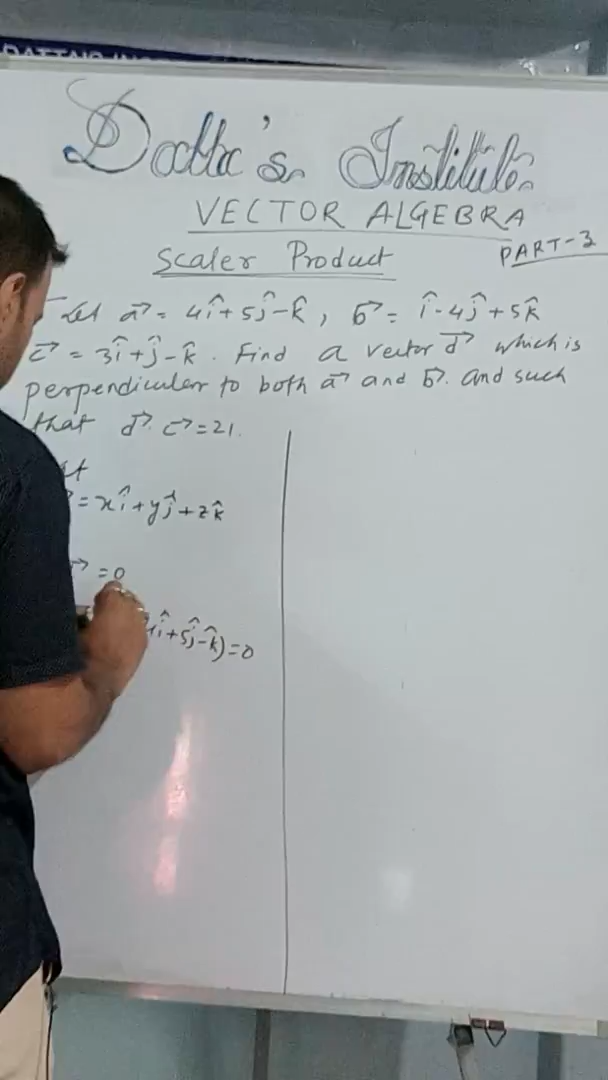 Datta's Institute
VECTOR ALGEBRA
PART-3
Scaler Product
Let a⃗ = 4î+5ĵ-k̂, b⃗ = î-4ĵ+5k̂
c⃗ = 3î+ĵ-k̂. Find a vector d⃗ which is
perpendicular to both a⃗ and b⃗. and such
that d⃗. c⃗ = 21.
= xî+yĵ+zk̂
= 0
î+5ĵ-k̂) = 0